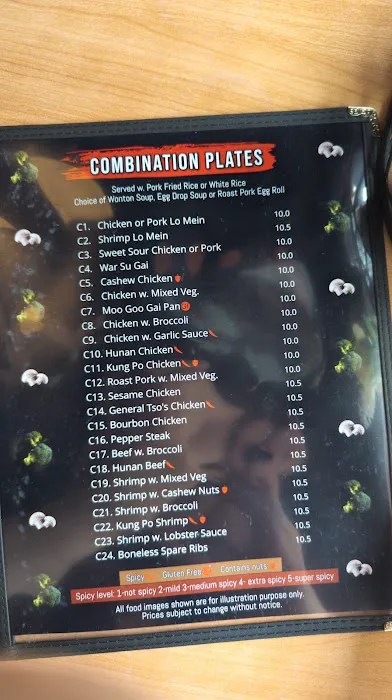 COMBINATION PLATES
Served w. Pork Fried Rice or White Rice
Choice of Wonton Soup, Egg Drop Soup or Roast Pork Egg Roll
C1. Chicken or Pork Lo Mein 10.0
C2. Shrimp Lo Mein 10.5
C3. Sweet Sour Chicken or Pork 10.0
C4. War Su Gai 10.0
C5. Cashew Chicken 10.0
C6. Chicken w. Mixed Veg. 10.0
C7. Moo Goo Gai Pan 10.0
C8. Chicken w. Broccoli 10.0
C9. Chicken w. Garlic Sauce 10.0
C10. Hunan Chicken 10.0
C11. Kung Po Chicken 10.0
C12. Roast Pork w. Mixed Veg. 10.0
C13. Sesame Chicken 10.5
C14. General Tso's Chicken 10.5
C15. Bourbon Chicken 10.5
C16. Pepper Steak 10.5
C17. Beef w. Broccoli 10.5
C18. Hunan Beef 10.5
C19. Shrimp w. Mixed Veg 10.5
C20. Shrimp w. Cashew Nuts 10.5
C21. Shrimp w. Broccoli 10.5
C22. Kung Po Shrimp 10.5
C23. Shrimp w. Lobster Sauce 10.5
C24. Boneless Spare Ribs 10.5
Spicy Gluten Free Contains nuts
Spicy level: 1-not spicy 2-mild 3-medium spicy 4- extra spicy 5-super spicy
All food images shown are for illustration purpose only.
Prices subject to change without notice.